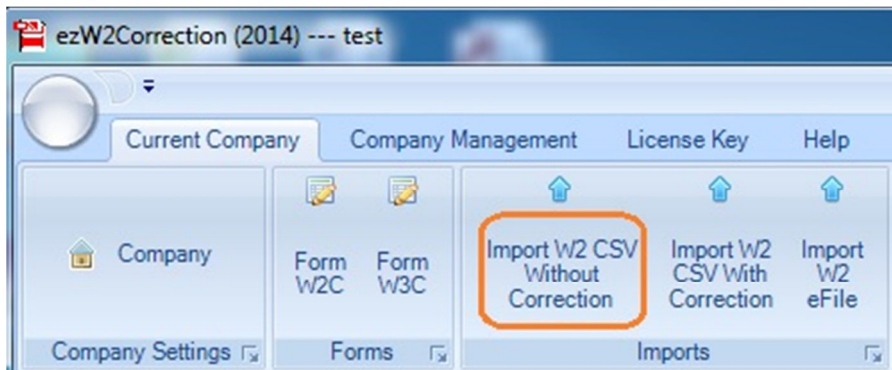 ezW2Correction (2014) --- test
Current Company Company Management License Key Help
Company
Form
W2C
Form
W3C
Import W2 CSV
Without
Correction
Import W2
CSV With
Correction
Import
W2
eFile
Company Settings Forms Imports